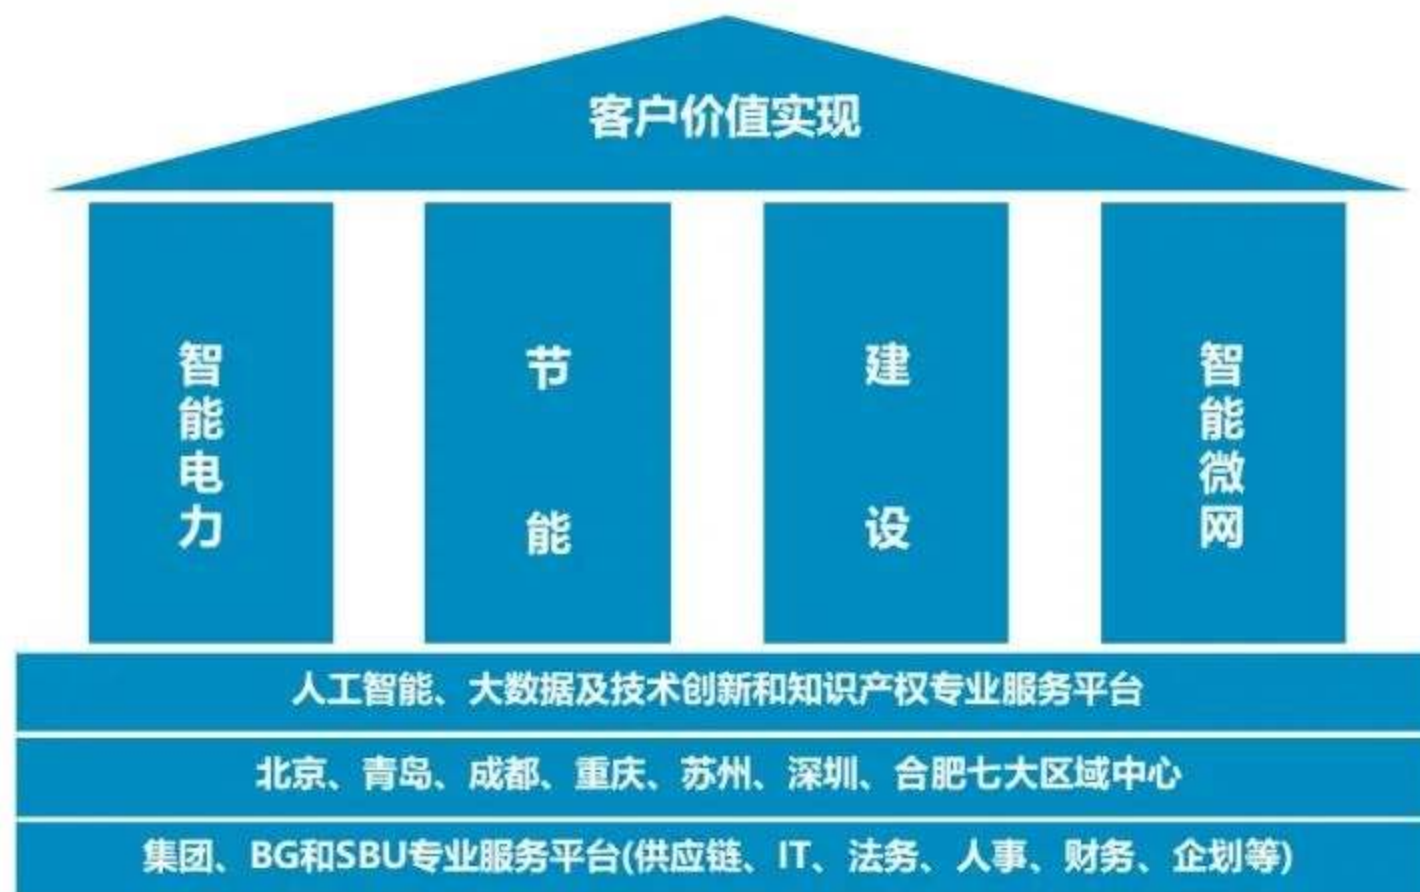 客户价值实现
智能电力
节能
建设
智能微网
人工智能、大数据及技术创新和知识产权专业服务平台
北京、青岛、成都、重庆、苏州、深圳、合肥七大区域中心
集团、BG和SBU专业服务平台(供应链、IT、法务、人事、财务、企划等)